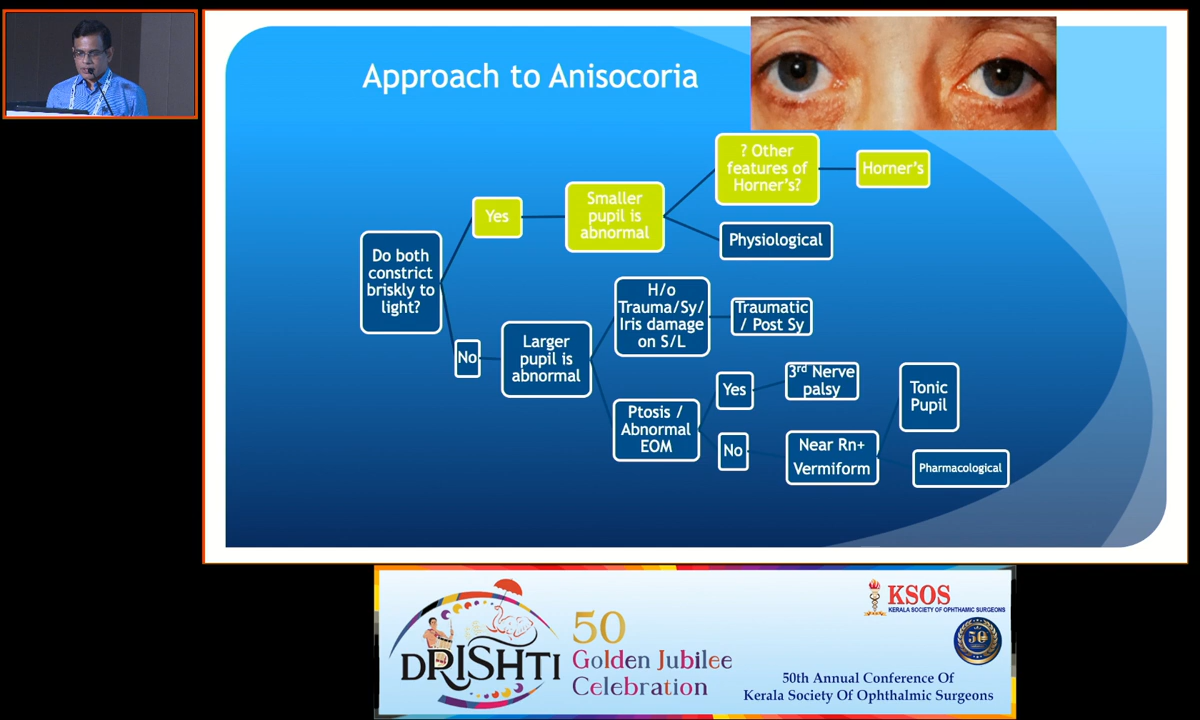 Approach to Anisocoria
Do both
constrict
briskly to
light?
Yes
Smaller
pupil is
abnormal
? Other
features of
Horner's?
Horner's
Physiological
No
Larger
pupil is
abnormal
H/o
Trauma/Sy/
Iris damage
on S/L
Traumatic
/ Post Sy
Ptosis /
Abnormal
EOM
Yes
3rd Nerve
palsy
No
Near Rn+
Vermiform
Tonic
Pupil
Pharmacological
DRISHTI
50
Golden Jubilee
Celebration
KSOS
KERALA SOCIETY OF OPHTHAMIC SURGEONS
50
50th Annual Conference Of
Kerala Society Of Ophthalmic Surgeons